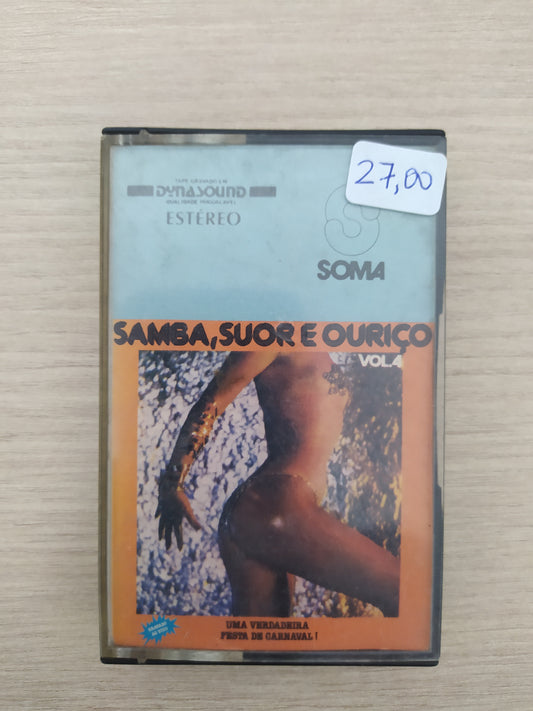 27,00
TAPE GRAVADO EM
DYNASOUND
QUALIDADE INIGUALÁVEL
ESTÉREO
S
SOMA
SAMBA, SUOR E OURIÇO
VOL.4
UMA VERDADEIRA
FESTA DE CARNAVAL!